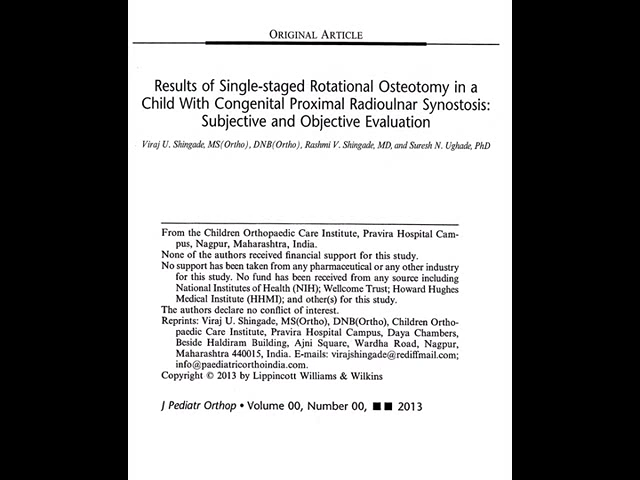 ORIGINAL ARTICLE
Results of Single-staged Rotational Osteotomy in a
Child With Congenital Proximal Radioulnar Synostosis:
Subjective and Objective Evaluation
Viraj U. Shingade, MS(Ortho), DNB(Ortho), Rashmi V. Shingade, MD, and Suresh N. Ughade, PhD
From the Children Orthopaedic Care Institute, Pravira Hospital Cam-
pus, Nagpur, Maharashtra, India.
None of the authors received financial support for this study.
No support has been taken from any pharmaceutical or any other industry
for this study. No fund has been received from any source including
National Institutes of Health (NIH); Wellcome Trust; Howard Hughes
Medical Institute (HHMI); and other(s) for this study.
The authors declare no conflict of interest.
Reprints: Viraj U. Shingade, MS(Ortho), DNB(Ortho), Children Ortho-
paedic Care Institute, Pravira Hospital Campus, Daya Chambers,
Beside Haldiram Building, Ajni Square, Wardha Road, Nagpur,
Maharashtra 440015, India. E-mails: virajshingade@rediffmail.com;
info@paediatricorthoindia.com.
Copyright © 2013 by Lippincott Williams & Wilkins
J Pediatr Orthop • Volume 00, Number 00, ■ ■ 2013